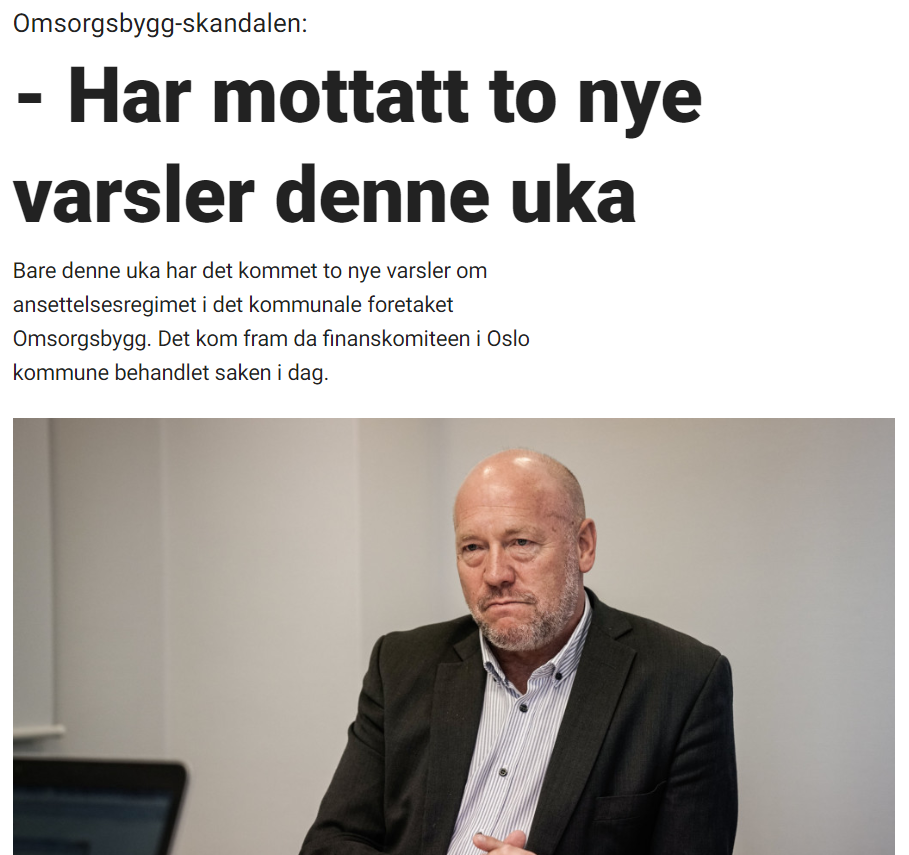 Omsorgsbygg-skandalen:
- Har mottatt to nye
varsler denne uka
Bare denne uka har det kommet to nye varsler om
ansettelsesregimet i det kommunale foretaket
Omsorgsbygg. Det kom fram da finanskomiteen i Oslo
kommune behandlet saken i dag.